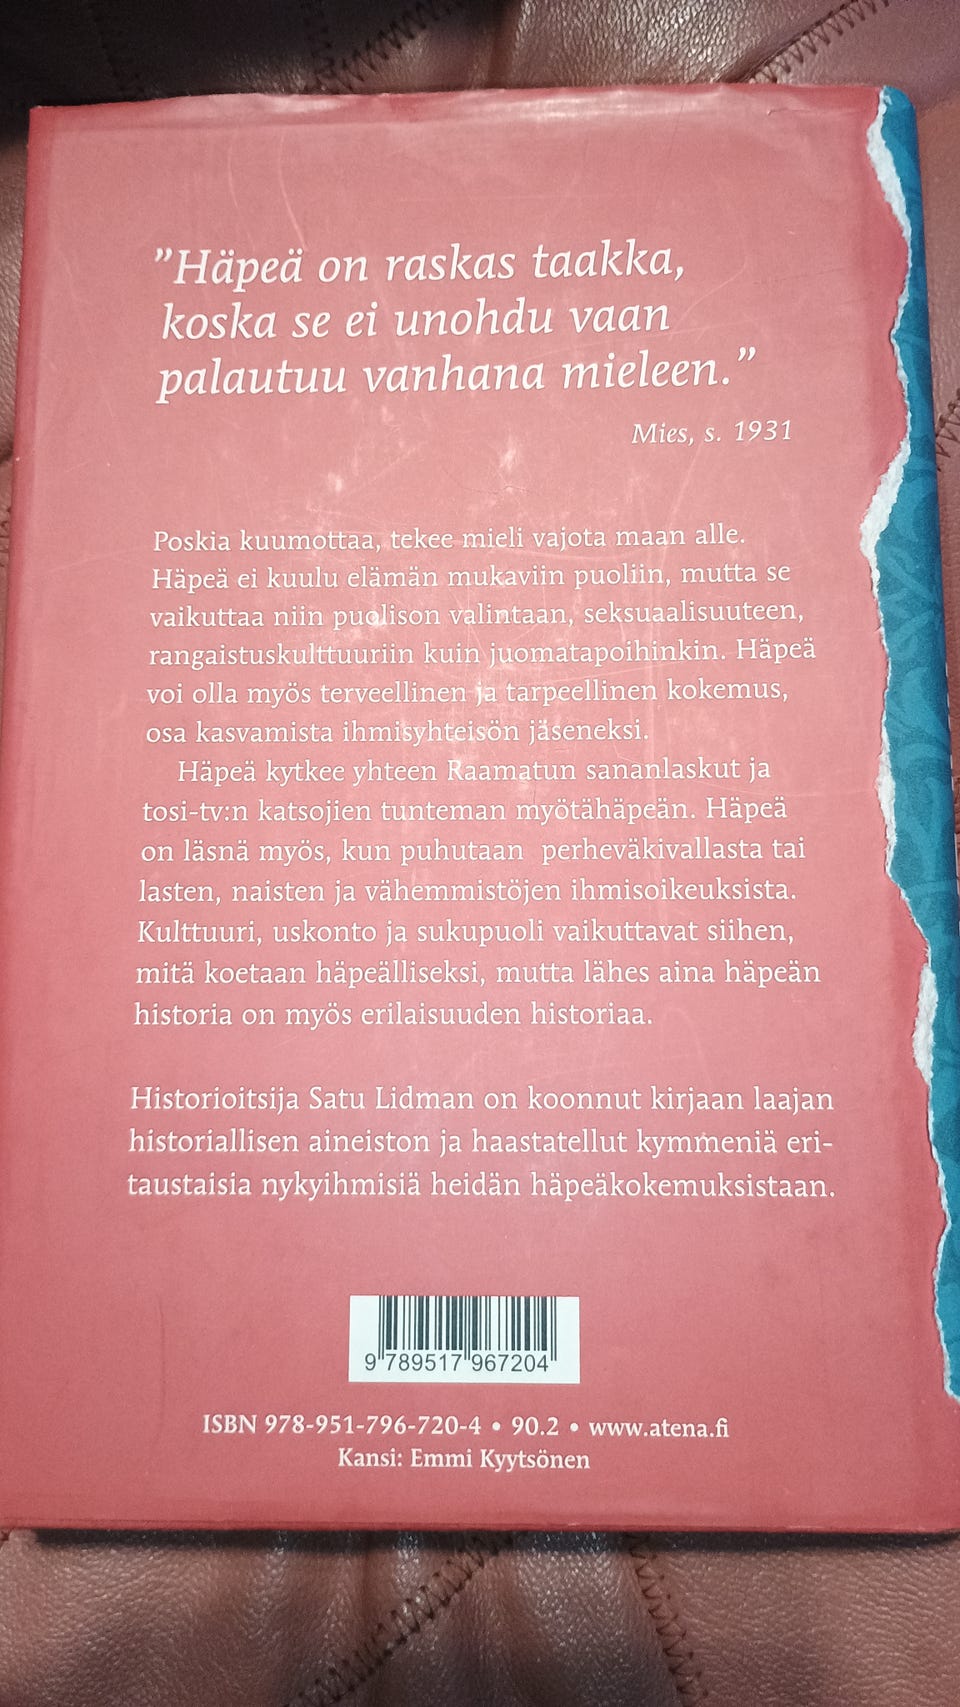 ”Häpeä on raskas taakka,
koska se ei unohdu vaan
palautuu vanhana mieleen.”
Mies, s. 1931
Poskia kuumottaa, tekee mieli vajota maan alle.
Häpeä ei kuulu elämän mukaviin puoliin, mutta se
vaikuttaa niin puolison valintaan, seksuaalisuuteen,
rangaistuskulttuuriin kuin juomatapoihinkin. Häpeä
voi olla myös terveellinen ja tarpeellinen kokemus,
osa kasvamista ihmisyhteisön jäseneksi.
Häpeä kytkee yhteen Raamatun sananlaskut ja
tosi-tv:n katsojien tunteman myötähäpeän. Häpeä
on läsnä myös, kun puhutaan perheväkivallasta tai
lasten, naisten ja vähemmistöjen ihmisoikeuksista.
Kulttuuri, uskonto ja sukupuoli vaikuttavat siihen,
mitä koetaan häpeälliseksi, mutta lähes aina häpeän
historia on myös erilaisuuden historiaa.
Historioitsija Satu Lidman on koonnut kirjaan laajan
historiallisen aineiston ja haastatellut kymmeniä eri-
taustaisia nykyihmisiä heidän häpeäkokemuksistaan.
9 789517 967204
ISBN 978-951-796-720-4 • 90.2 • www.atena.fi
Kansi: Emmi Kyytsönen